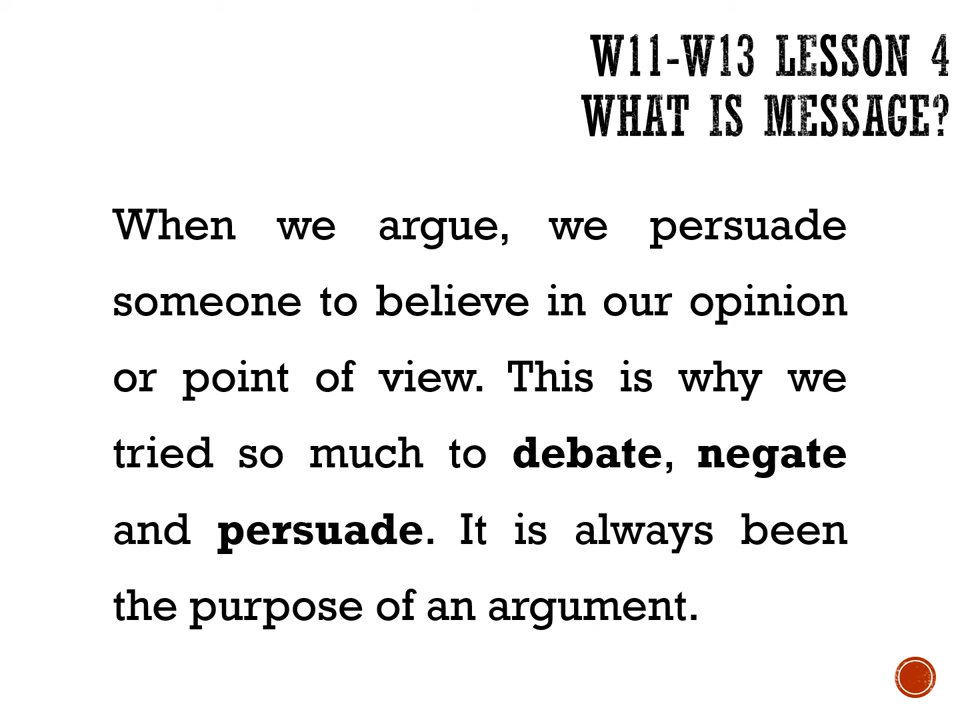 W11-W13 LESSON 4
WHAT IS MESSAGE?
When we argue, we persuade
someone to believe in our opinion
or point of view. This is why we
tried so much to debate, negate
and persuade. It is always been
the purpose of an argument.